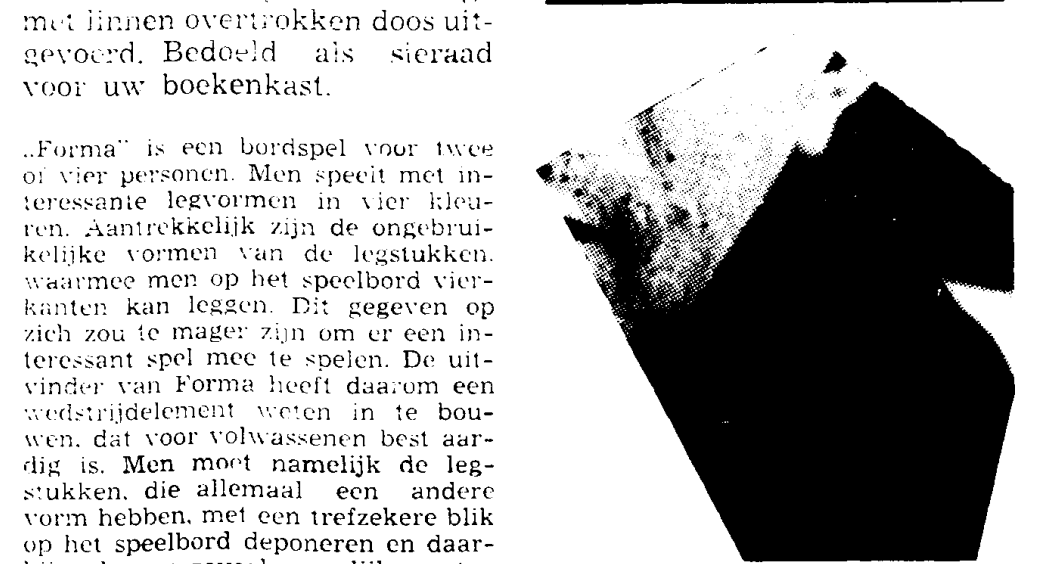 met linnen overtrokken doos uit-
gevoerd. Bedoeld als sieraad
voor uw boekenkast.
„Forma" is een bordspel voor twee
of vier personen. Men speelt met in-
teressante legvormen in vier kleu-
ren. Aantrekkelijk zijn de ongebrui-
kelijke vormen van de legstukken,
waarmee men op het speelbord vier-
kanten kan leggen. Dit gegeven op
zich zou te mager zijn om er een in-
teressant spel mee te spelen. De uit-
vinder van Forma heeft daarom een
wedstrijdelement weten in te bou-
wen, dat voor volwassenen best aar-
dig is. Men moet namelijk de leg-
stukken, die allemaal een andere
vorm hebben, met een trefzekere blik
op het speelbord deponeren en daar-